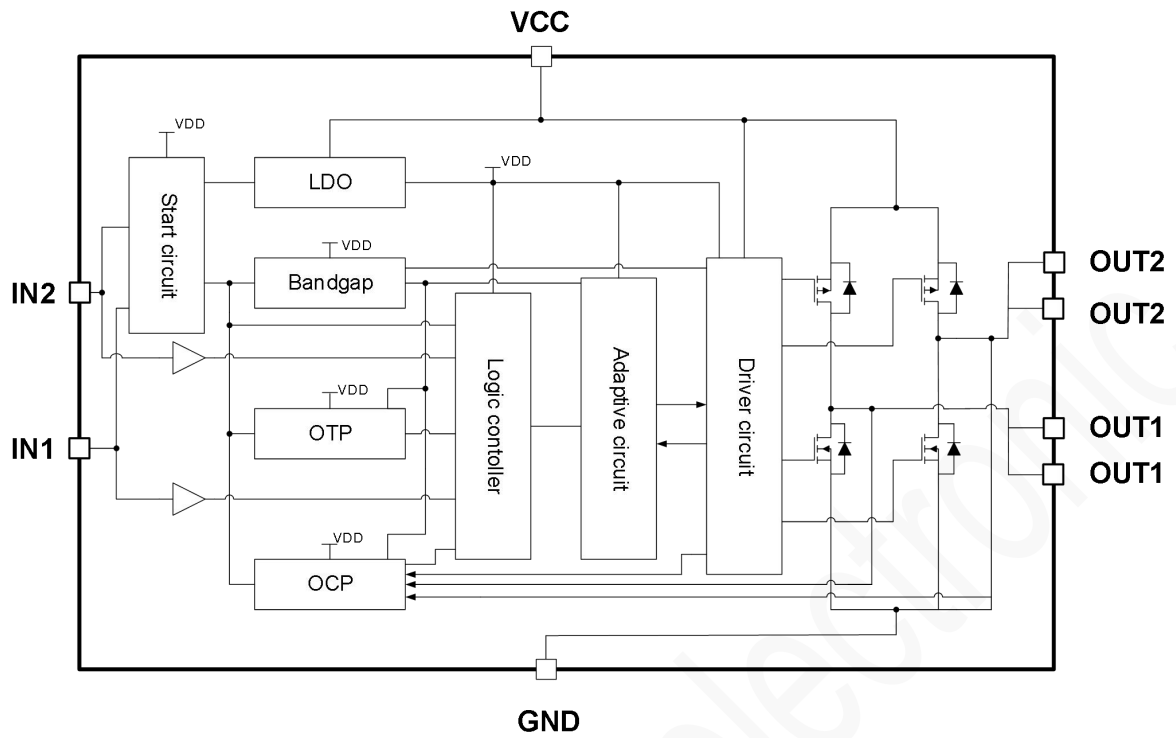 VCC
VDD
Start circuit
LDO
VDD
VDD
Bandgap
IN2
OUT2
OUT2
Logic contoller
Adaptive circuit
Driver circuit
VDD
OTP
IN1
OUT1
OUT1
VDD
OCP
GND
electronic